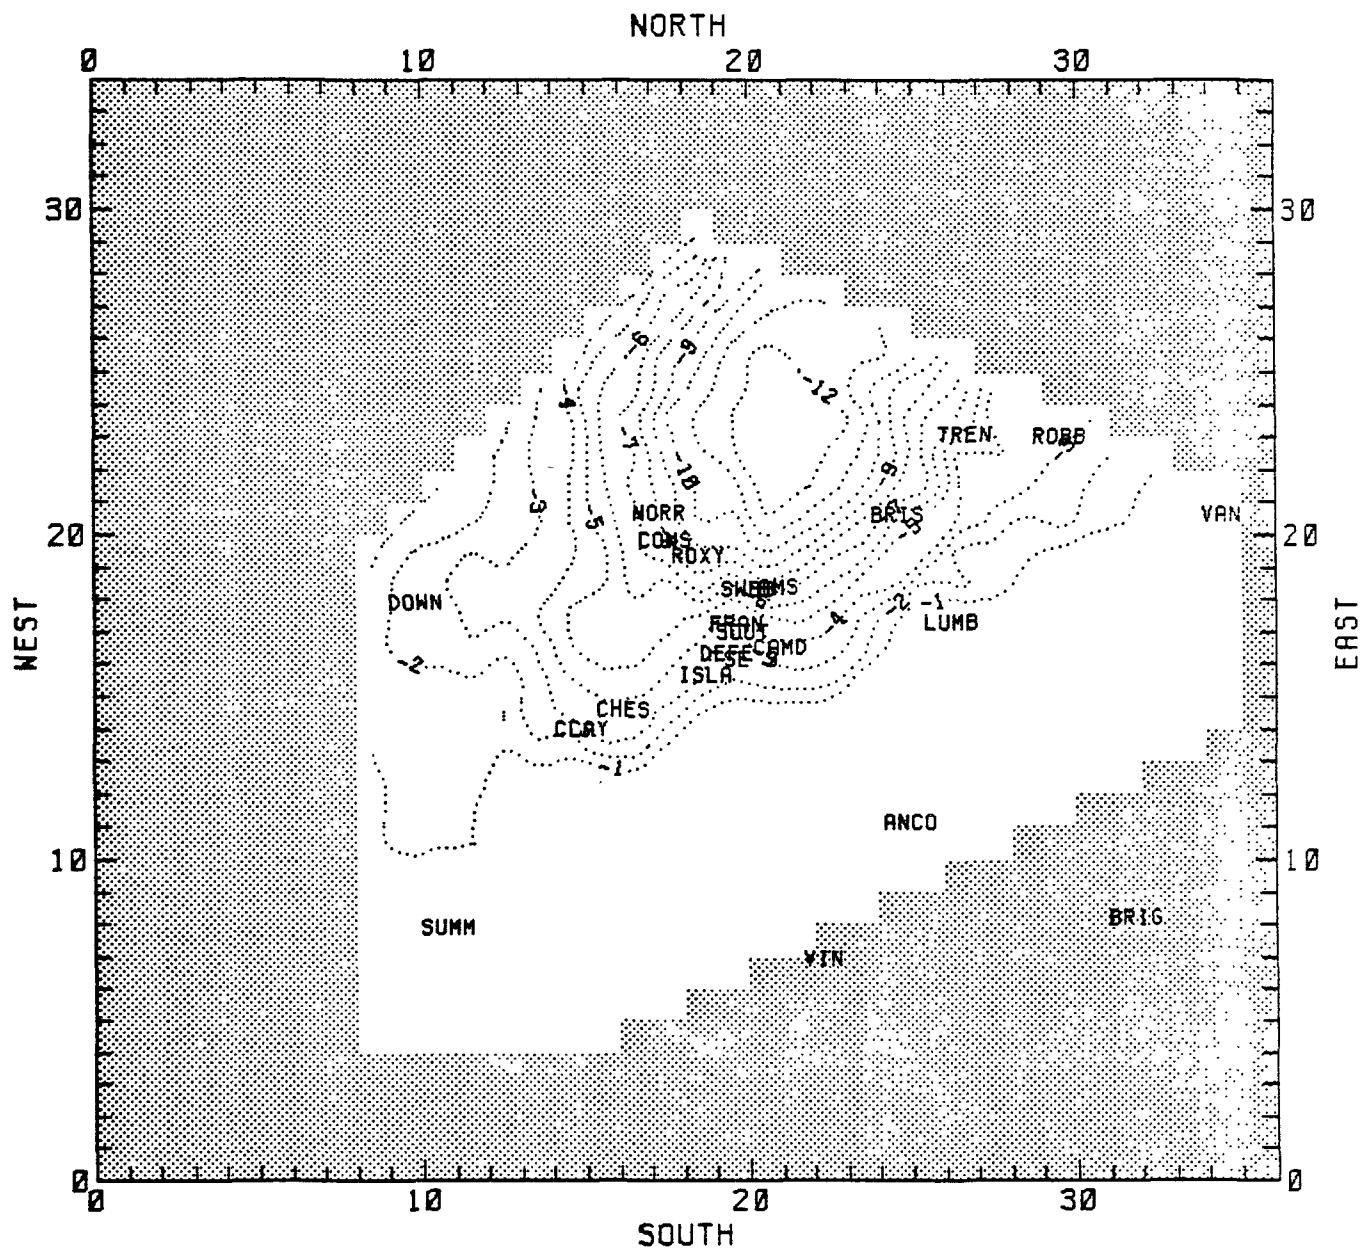 NORTH
0 10 20 30
30 30
-6 -9
-4 -12
-7 TREN ROBB
-10 -9
-3 -5 NORR BRIS VAN
20 CONS -5 20
ROXY
DOWN -2 -1
WEST LUMB EAST
-4
CAMD
-2
ISLA
CHES
-1
ANCO
10 10
SUMM BRIG
VIN
0 0
0 10 20 30
SOUTH